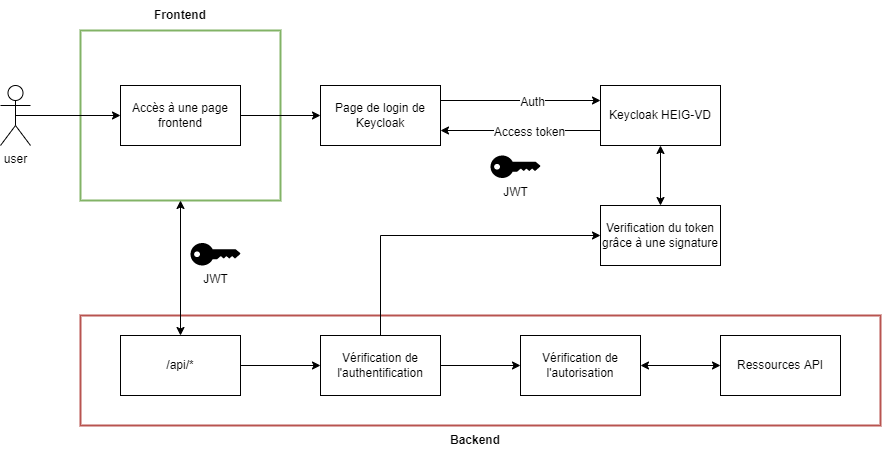 Frontend
Accès à une page
frontend
Page de login de
Keycloak
Auth
Access token
Keycloak HEIG-VD
user
JWT
Verification du token
grâce à une signature
JWT
/api/*
Vérification de
l'authentification
Vérification de
l'autorisation
Ressources API
Backend